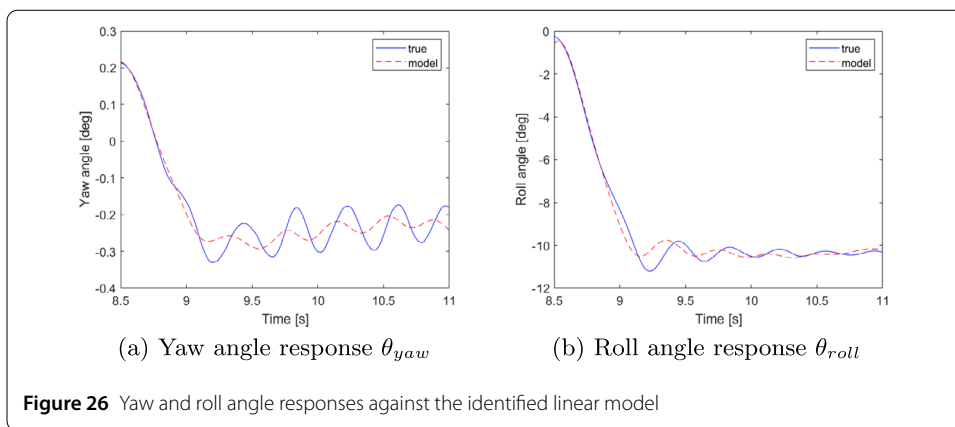 0.3
0.2
0.1
0
-0.1
-0.2
-0.3
-0.4
Yaw angle [deg]
true
model
8.5 9 9.5 10 10.5 11
Time [s]
(a) Yaw angle response θyaw
0
-2
-4
-6
-8
-10
-12
Roll angle [deg]
true
model
8.5 9 9.5 10 10.5 11
Time [s]
(b) Roll angle response θroll
Figure 26 Yaw and roll angle responses against the identified linear model